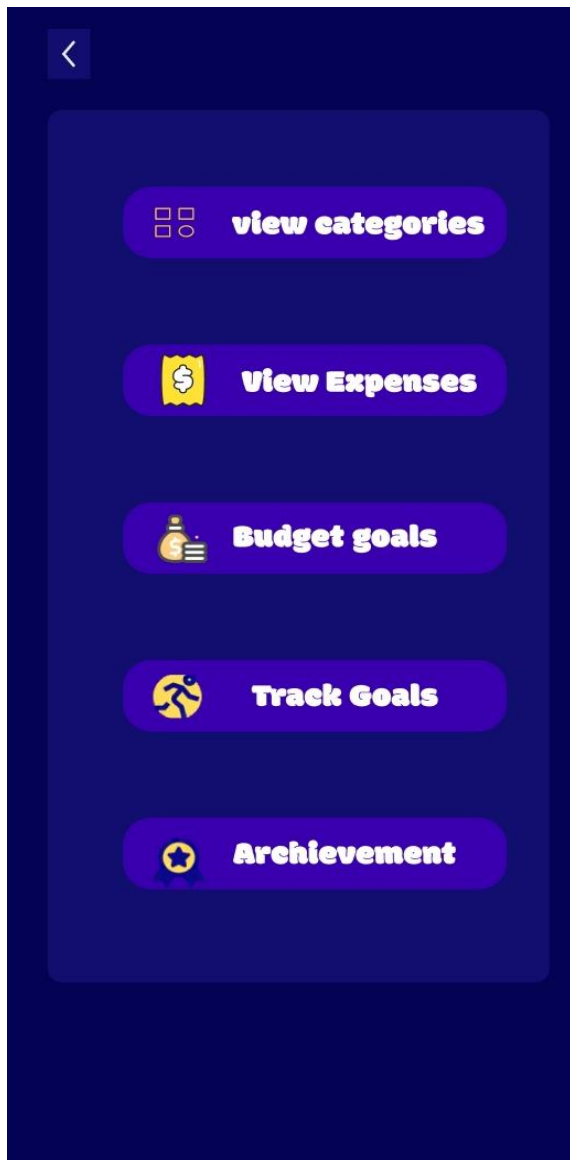 view categories
$
View Expenses
$
Budget goals
Track Goals
Archievement